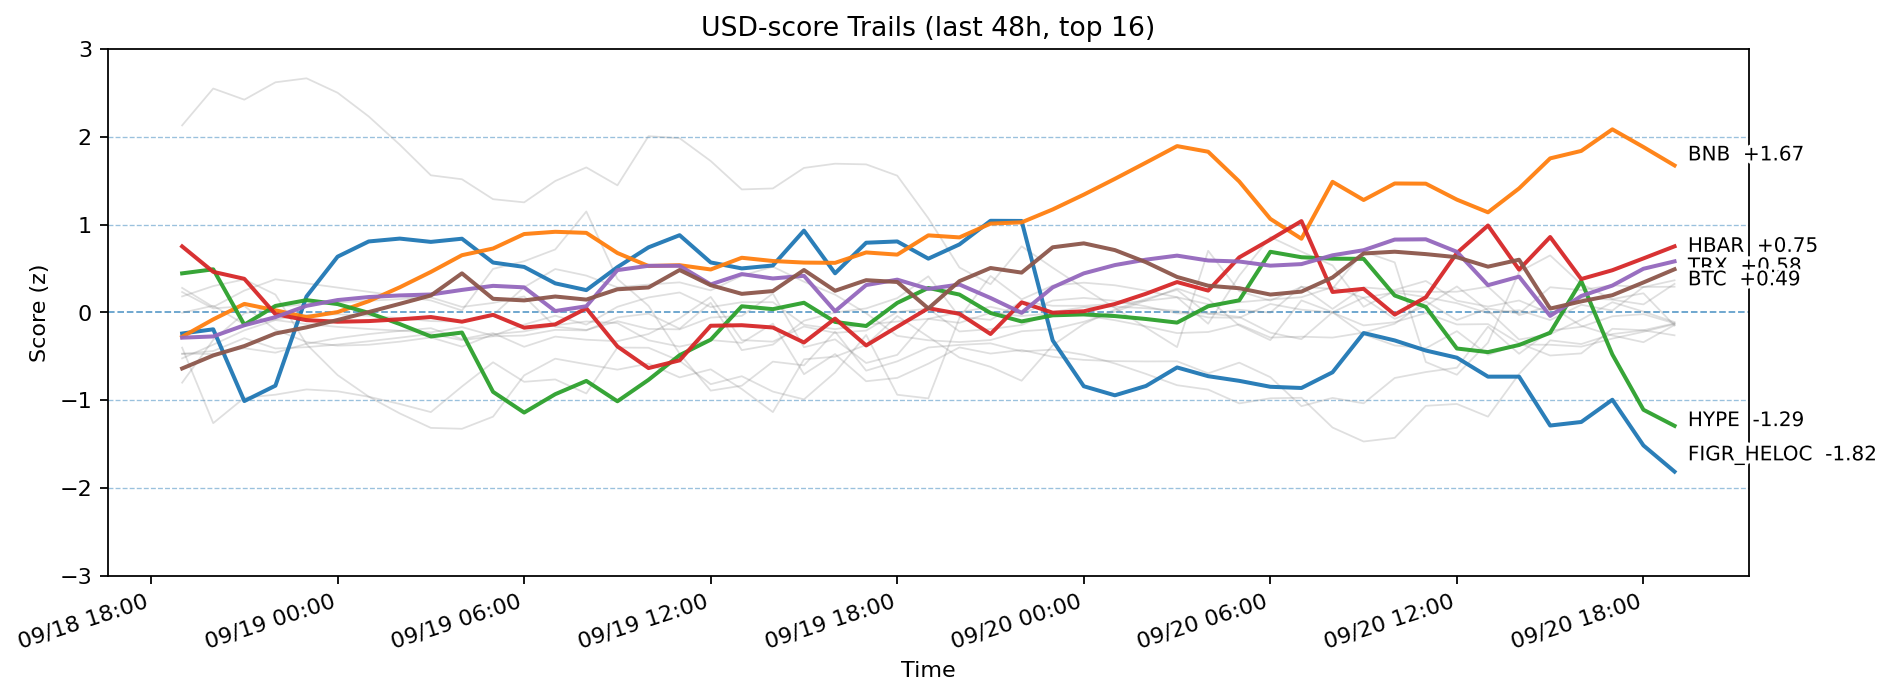 USD-score Trails (last 48h, top 16)
Score (z)
3
2
1
0
−1
−2
−3
BNB +1.67
HBAR +0.75
TRX +0.58
BTC +0.49
HYPE -1.29
FIGR_HELOC -1.82
09/18 18:00
09/19 00:00
09/19 06:00
09/19 12:00
09/19 18:00
09/20 00:00
09/20 06:00
09/20 12:00
09/20 18:00
Time